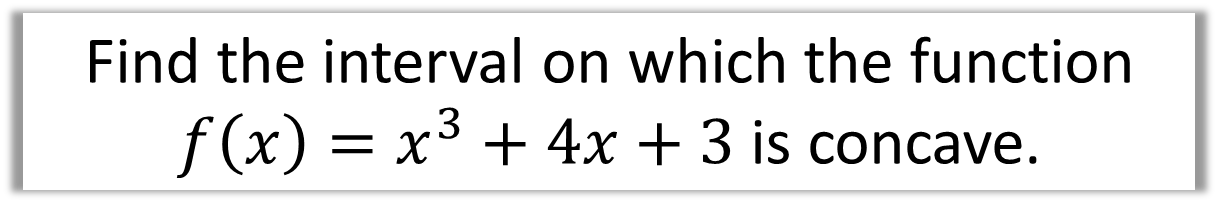 Find the interval on which the function
f(x) = x³ + 4x + 3 is concave.